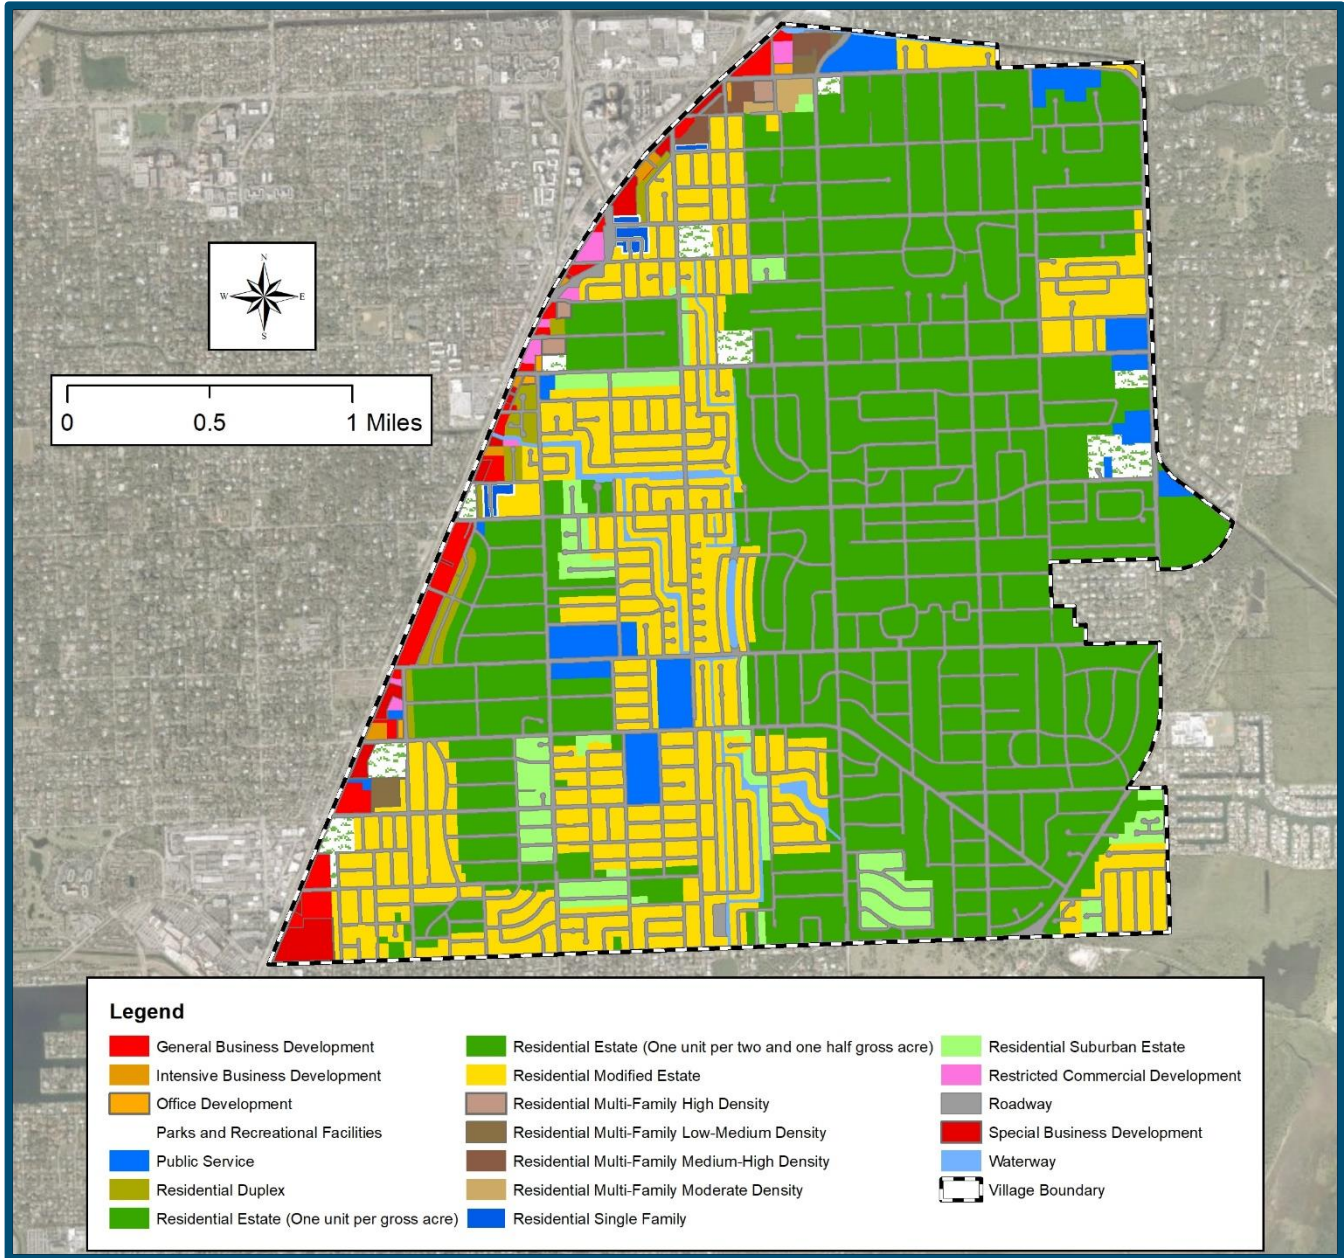 N
W E
S
0 0.5 1 Miles
Legend
General Business Development
Intensive Business Development
Office Development
Parks and Recreational Facilities
Public Service
Residential Duplex
Residential Estate (One unit per gross acre)
Residential Estate (One unit per two and one half gross acre)
Residential Modified Estate
Residential Multi-Family High Density
Residential Multi-Family Low-Medium Density
Residential Multi-Family Medium-High Density
Residential Multi-Family Moderate Density
Residential Single Family
Residential Suburban Estate
Restricted Commercial Development
Roadway
Special Business Development
Waterway
Village Boundary